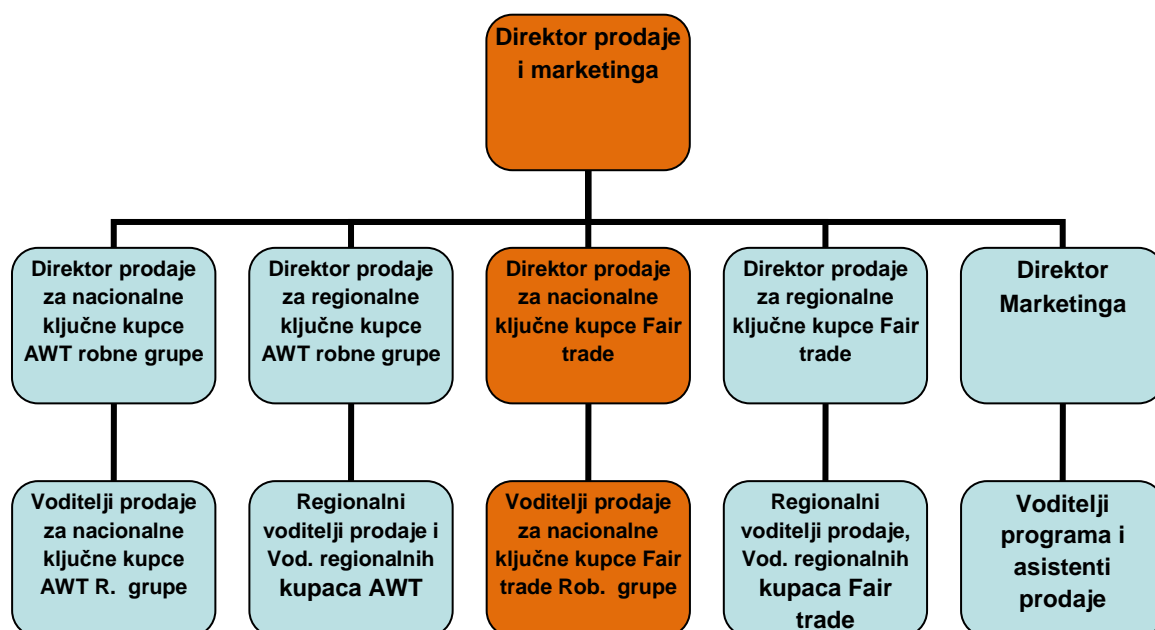 Direktor prodaje
i marketinga
Direktor prodaje
za nacionalne
ključne kupce
AWT robne grupe
Direktor prodaje
za regionalne
ključne kupce
AWT robne grupe
Direktor prodaje
za nacionalne
ključne kupce Fair
trade
Direktor prodaje
za regionalne
ključne kupce Fair
trade
Direktor
Marketinga
Voditelji prodaje
za nacionalne
ključne kupce
AWT R. grupe
Regionalni
voditelji prodaje i
Vod. regionalnih
kupaca AWT
Voditelji prodaje
za nacionalne
ključne kupce Fair
trade Rob. grupe
Regionalni
voditelji prodaje,
Vod. regionalnih
kupaca Fair
trade
Voditelji
programa i
asistenti
prodaje